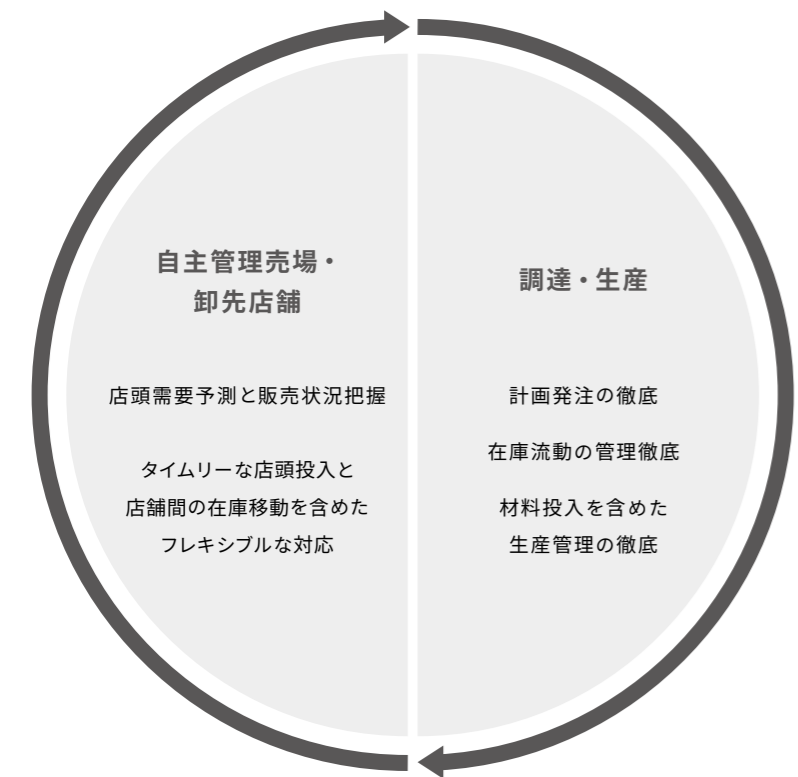 自主管理売場・
卸先店舗
店頭需要予測と販売状況把握
タイムリーな店頭投入と
店舗間の在庫移動を含めた
フレキシブルな対応
調達・生産
計画発注の徹底
在庫流動の管理徹底
材料投入を含めた
生産管理の徹底